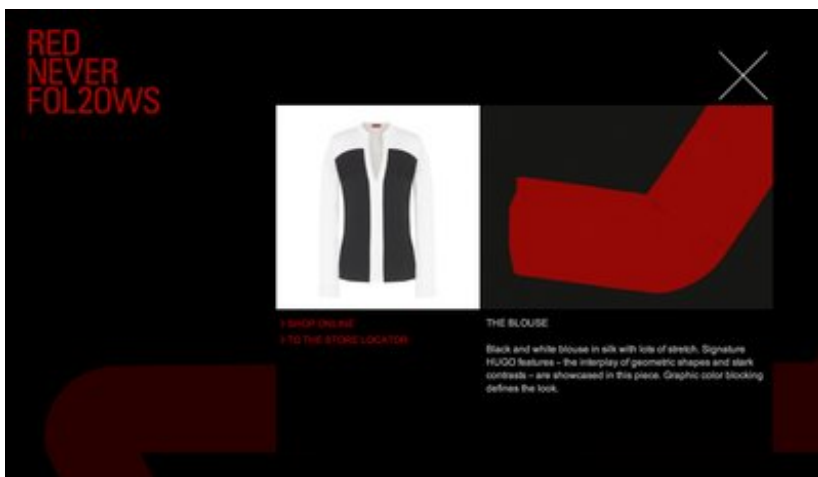 RED
NEVER
FOL20WS
> SHOP ONLINE
> TO THE STORE LOCATOR
THE BLOUSE
Black and white blouse in silk with lots of stretch. Signature
HUGO features – the interplay of geometric shapes and stark
contrasts – are showcased in this piece. Graphic color blocking
defines the look.